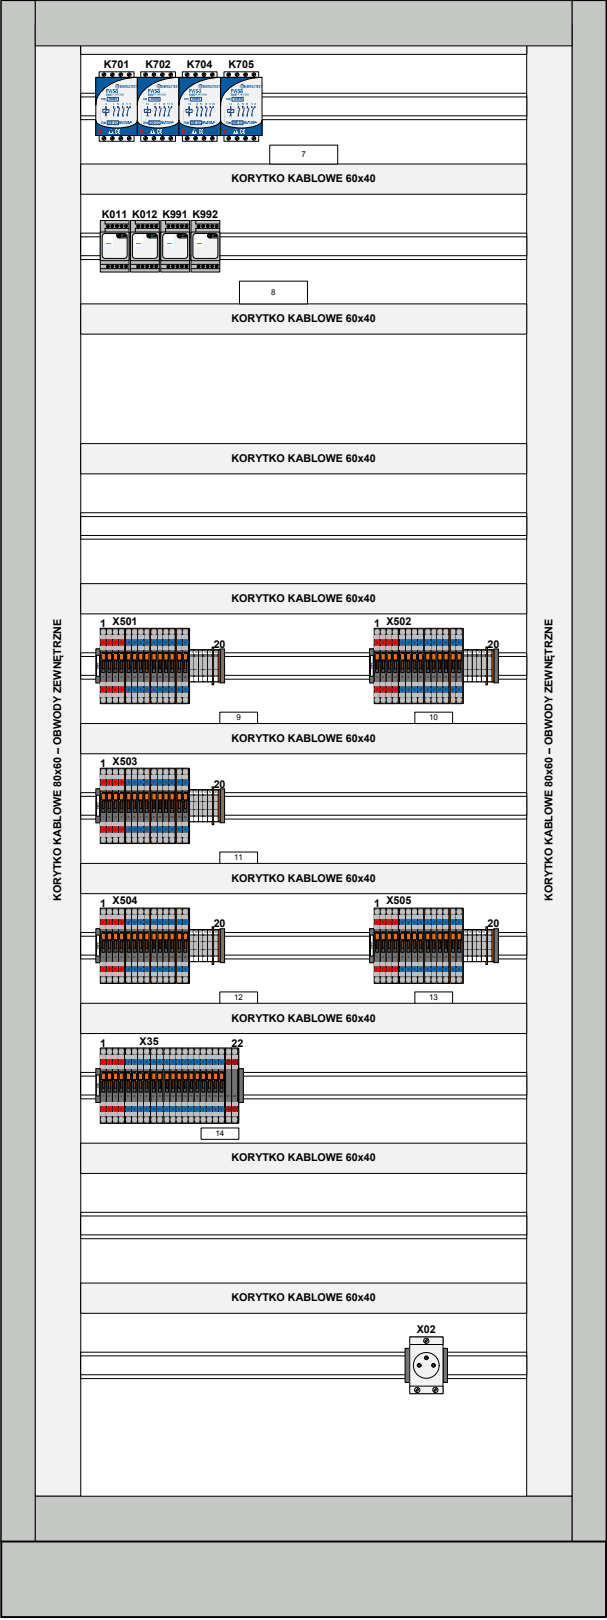 K701 K702 K704 K705
7
KORYTKO KABLOWE 60x40
K011 K012 K991 K992
8
KORYTKO KABLOWE 60x40
KORYTKO KABLOWE 60x40
KORYTKO KABLOWE 60x40
KORYTKO KABLOWE 80x60 – OBWODY ZEWNĘTRZNE
KORYTKO KABLOWE 80x60 – OBWODY ZEWNĘTRZNE
1 X501 20
1 X502 20
9
10
KORYTKO KABLOWE 60x40
1 X503 20
11
KORYTKO KABLOWE 60x40
1 X504 20
1 X505 20
12
13
KORYTKO KABLOWE 60x40
1 X35 22
14
KORYTKO KABLOWE 60x40
KORYTKO KABLOWE 60x40
X02